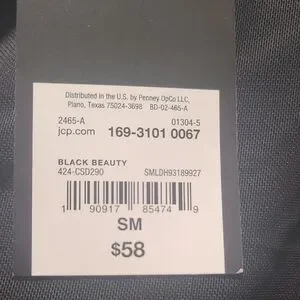 Distributed in the U.S. by Penney OpCo LLC,
Plano, Texas 75024-3698 BD-02-465-A
2465-A 01304-5
jcp.com 169-3101 0067
BLACK BEAUTY
424-CSD290 SMLDH93189927
1 90917 85474 9
SM
$58